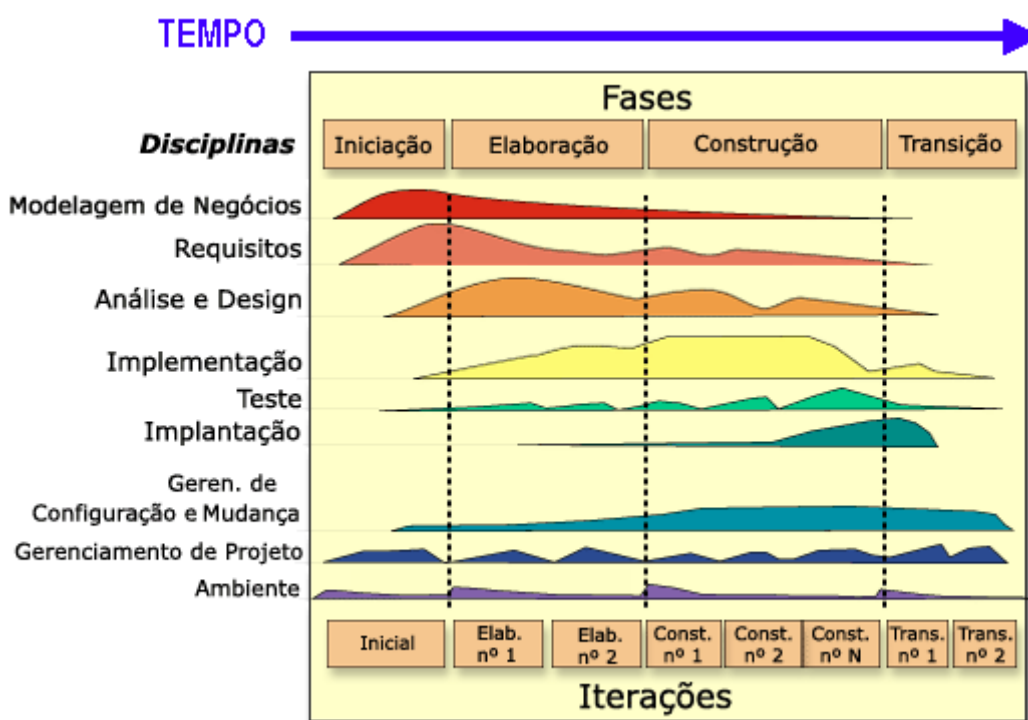 TEMPO
Fases
Disciplinas
Iniciação
Elaboração
Construção
Transição
Modelagem de Negócios
Requisitos
Análise e Design
Implementação
Teste
Implantação
Geren. de
Configuração e Mudança
Gerenciamento de Projeto
Ambiente
Inicial
Elab.
nº 1
Elab.
nº 2
Const.
nº 1
Const.
nº 2
Const.
nº N
Trans.
nº 1
Trans.
nº 2
Iterações